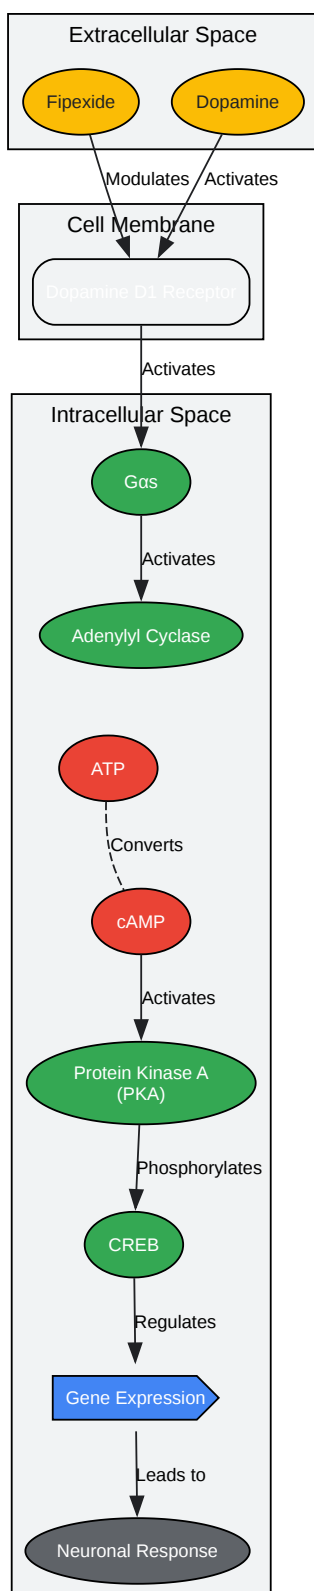 Extracellular Space
Fipexide
Dopamine
Modulates
Activates
Cell Membrane
Dopamine D1 Receptor
Activates
Intracellular Space
Gαs
Activates
Adenylyl Cyclase
ATP
Converts
cAMP
Activates
Protein Kinase A
(PKA)
Phosphorylates
CREB
Regulates
Gene Expression
Leads to
Neuronal Response